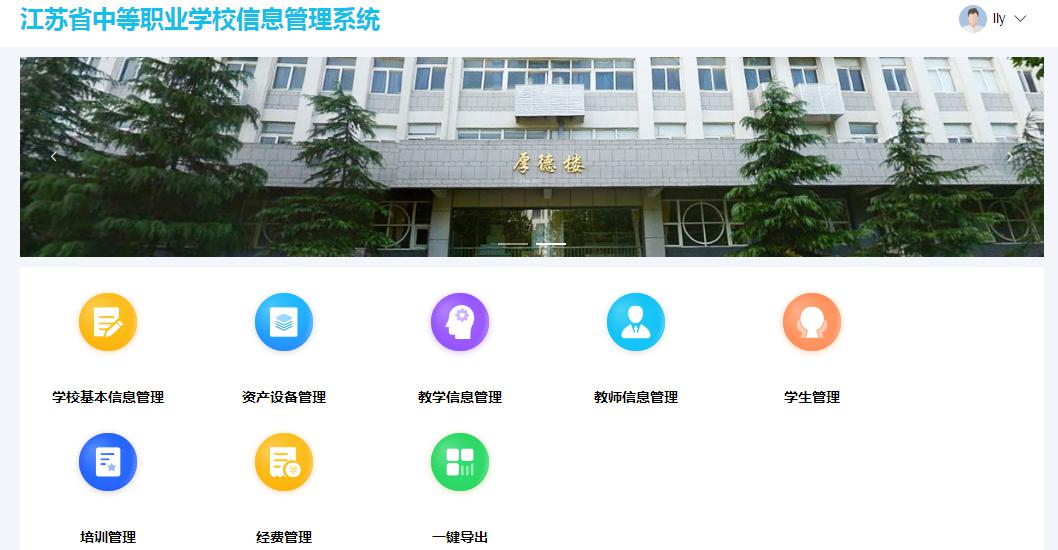 江苏省中等职业学校信息管理系统
lly
厚德楼
学校基本信息管理
资产设备管理
教学信息管理
教师信息管理
学生管理
培训管理
经费管理
一键导出